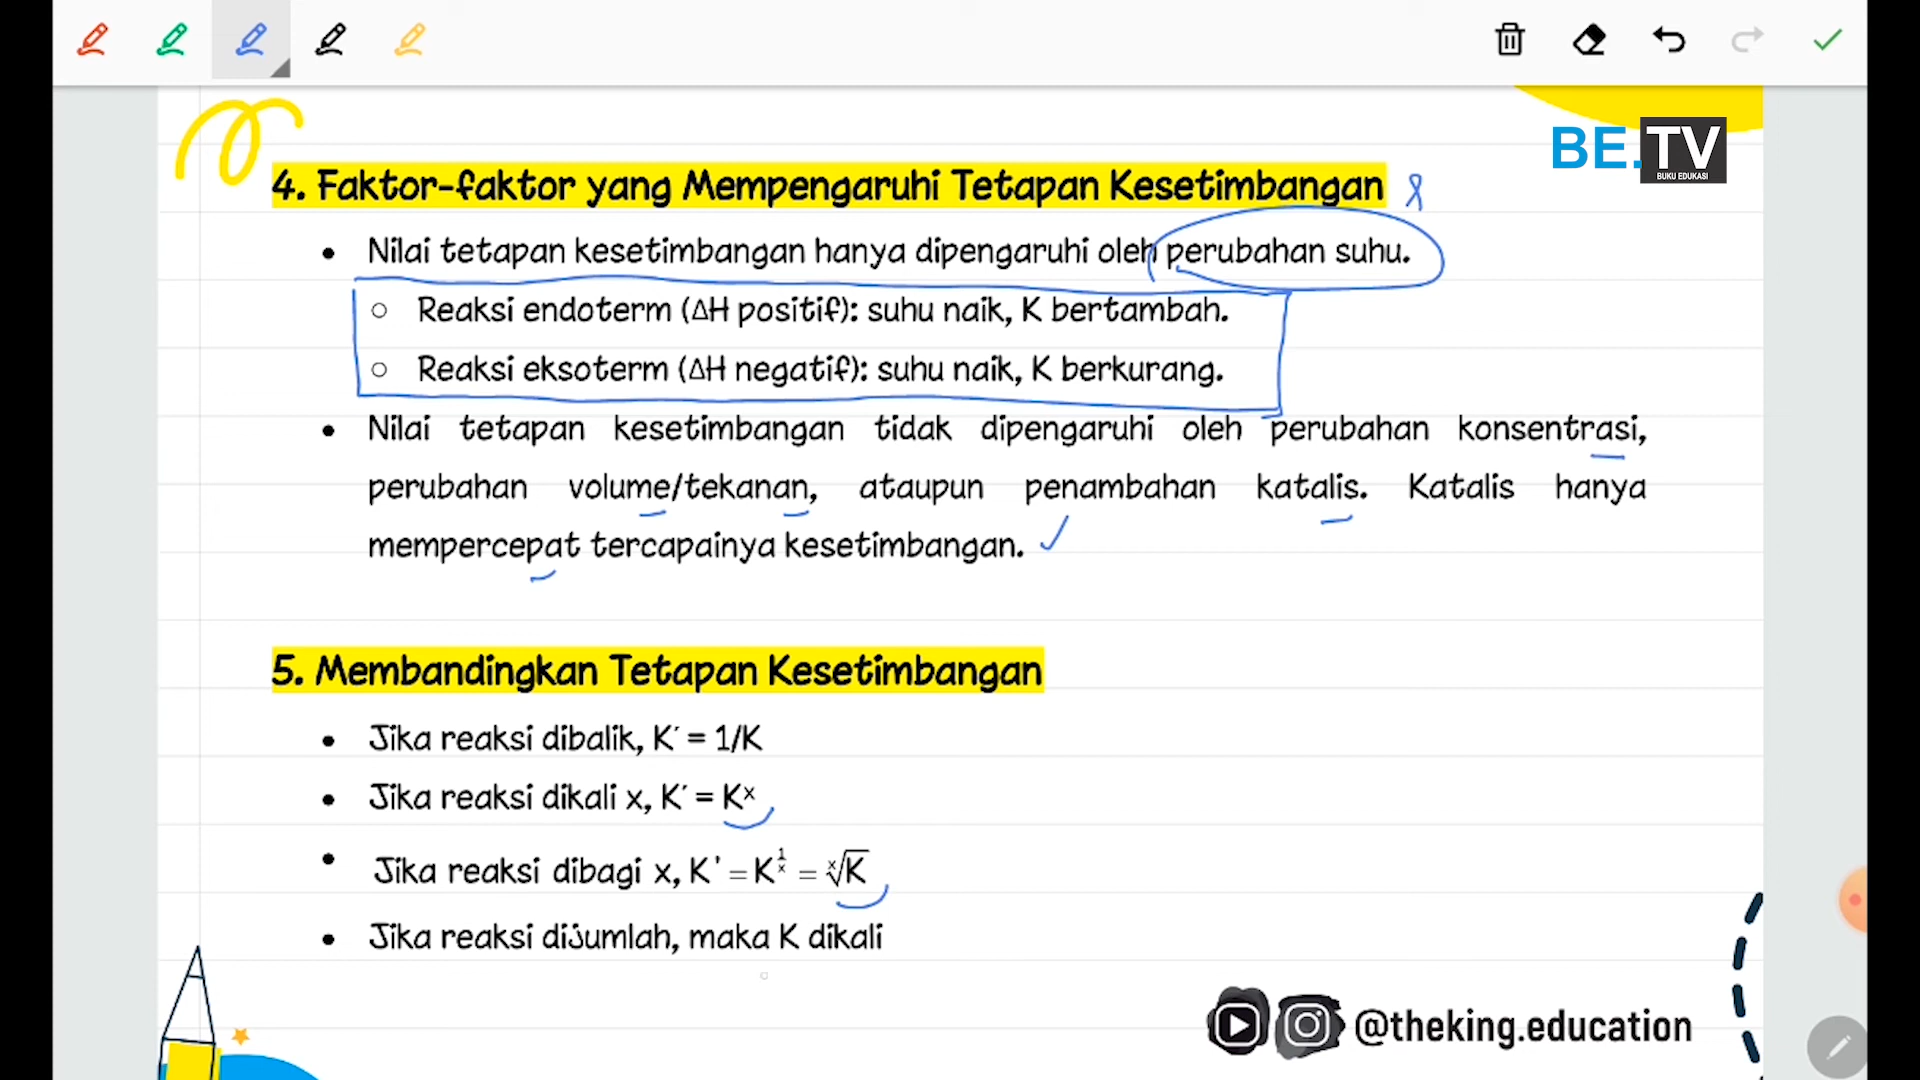 BE.TV
BUKU EDUKASI
4. Faktor-faktor yang Mempengaruhi Tetapan Kesetimbangan
• Nilai tetapan kesetimbangan hanya dipengaruhi oleh perubahan suhu.
○ Reaksi endoterm (ΔH positif): suhu naik, K bertambah.
○ Reaksi eksoterm (ΔH negatif): suhu naik, K berkurang.
• Nilai tetapan kesetimbangan tidak dipengaruhi oleh perubahan konsentrasi,
perubahan volume/tekanan, ataupun penambahan katalis. Katalis hanya
mempercepat tercapainya kesetimbangan.
5. Membandingkan Tetapan Kesetimbangan
• Jika reaksi dibalik, K´ = 1/K
• Jika reaksi dikali x, K´ = Kˣ
• Jika reaksi dibagi x, K' = K^(1/x) = ˣ√K
• Jika reaksi dijumlah, maka K dikali
@theking.education